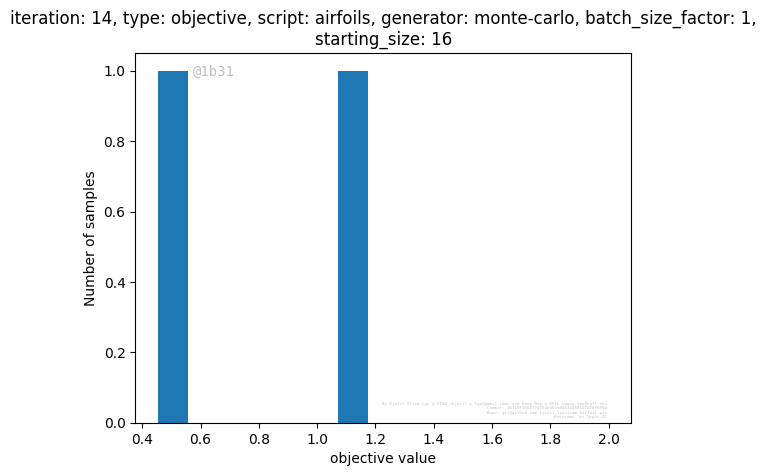 iteration: 14, type: objective, script: airfoils, generator: monte-carlo, batch_size_factor: 1,
starting_size: 16
@1b31
1.0
0.8
0.6
0.4
0.2
0.0
Number of samples
0.4 0.6 0.8 1.0 1.2 1.4 1.6 1.8 2.0
objective value